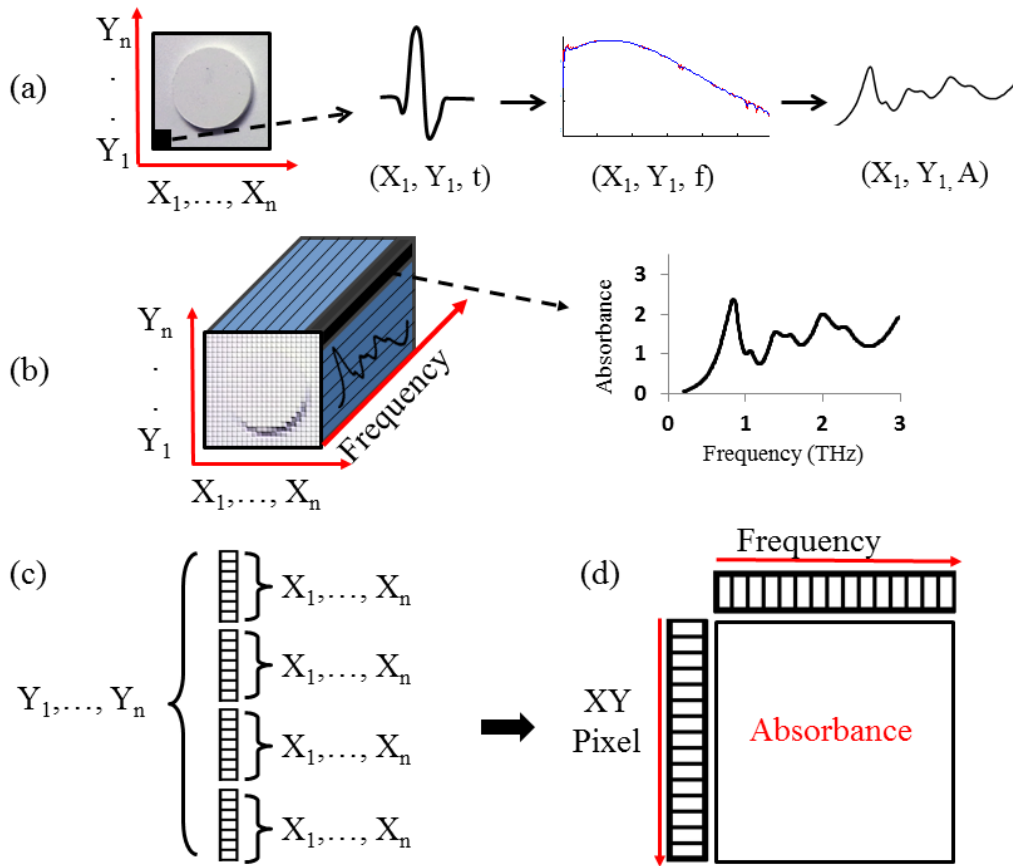 (a)
Yₙ
.
.
Y₁
X₁,…, Xₙ
(X₁, Y₁, t)
(X₁, Y₁, f)
(X₁, Y₁, A)
(b)
Yₙ
.
.
Y₁
X₁,…, Xₙ
Frequency
Absorbance
3
2
1
0
0 1 2 3
Frequency (THz)
(c)
Y₁,…, Yₙ
X₁,…, Xₙ
X₁,…, Xₙ
X₁,…, Xₙ
X₁,…, Xₙ
(d)
Frequency
XY
Pixel
Absorbance